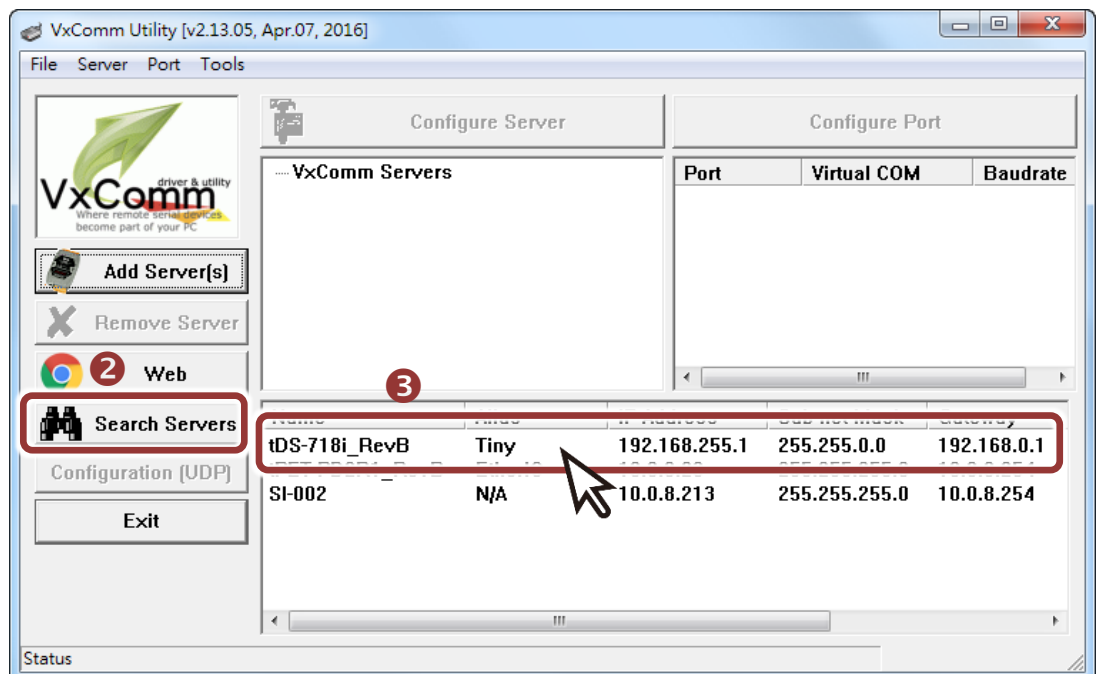 VxComm Utility [v2.13.05, Apr.07, 2016]
File Server Port Tools
VxComm
driver & utility
Where remote serial devices
become part of your PC
Configure Server
Configure Port
VxComm Servers
Port Virtual COM Baudrate
Add Server(s)
Remove Server
2 Web
3
Search Servers
tDS-718i_RevB Tiny 192.168.255.1 255.255.0.0 192.168.0.1
Configuration (UDP)
SI-002 N/A 10.0.8.213 255.255.255.0 10.0.8.254
Exit
Status